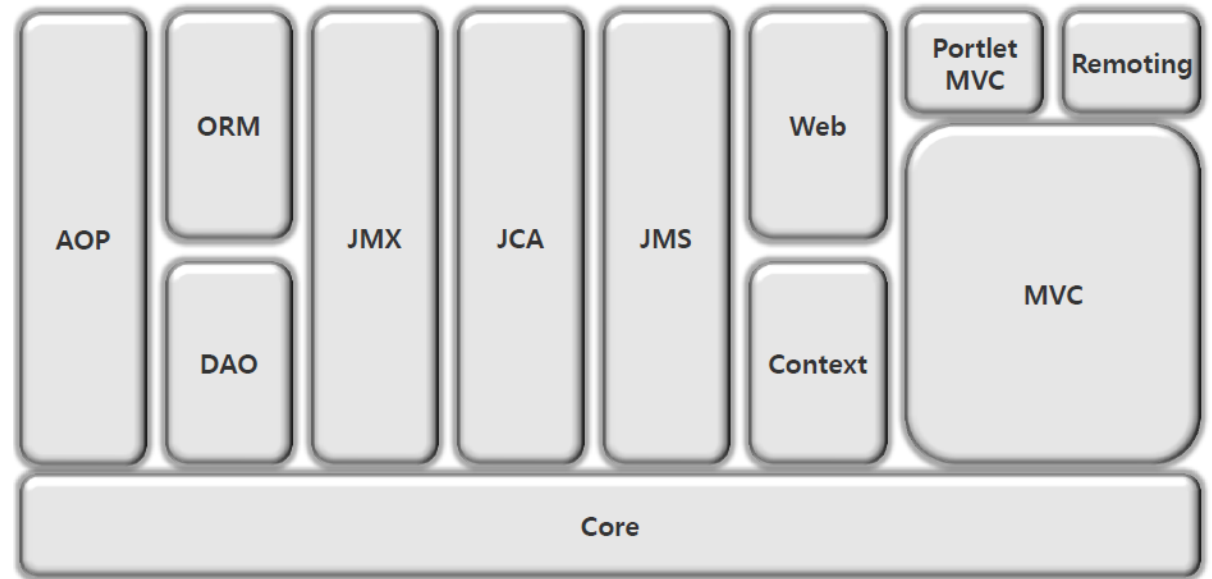 AOP
ORM
DAO
JMX
JCA
JMS
Web
Context
Portlet
MVC
Remoting
MVC
Core